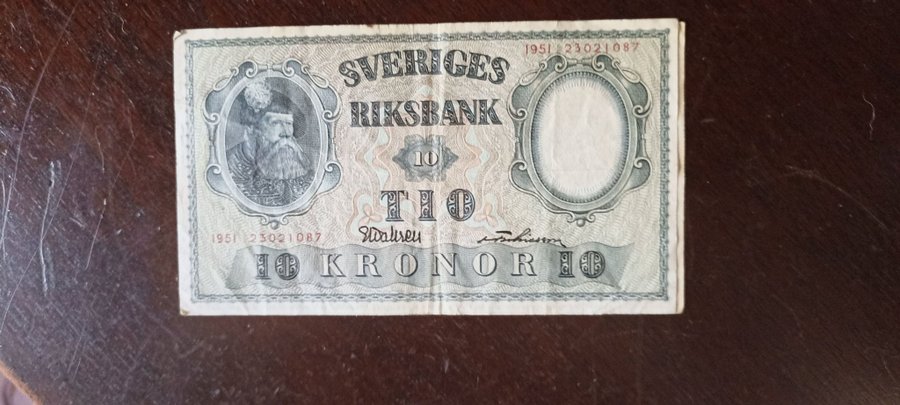 1951 23021087
SVERIGES
RIKSBANK
10
TIO
1951 23021087
10 KRONOR 10